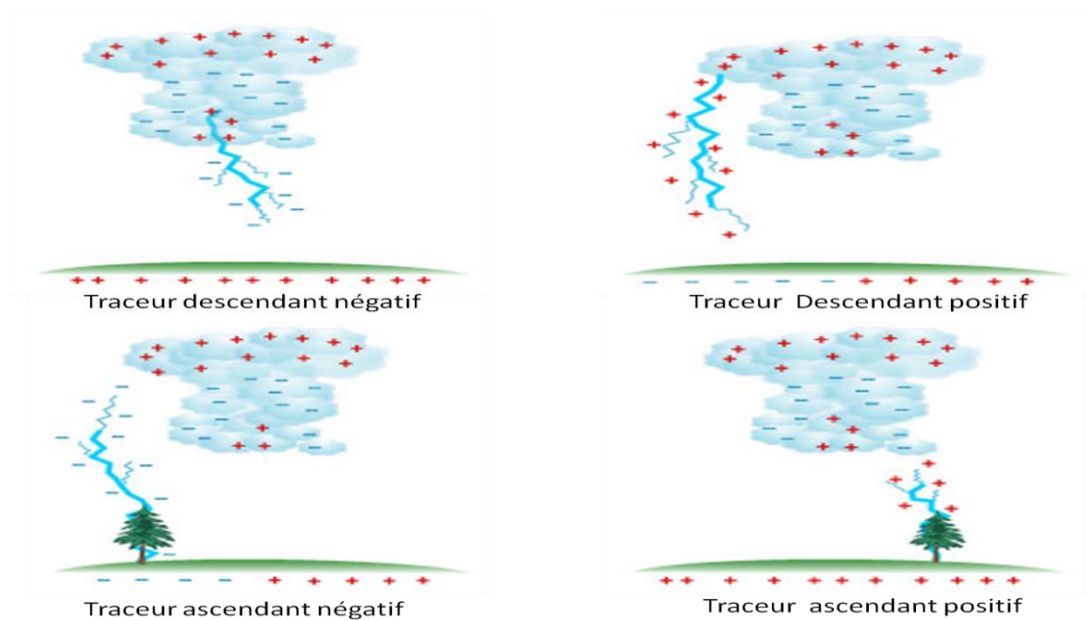 Traceur descendant négatif
Traceur Descendant positif
Traceur ascendant négatif
Traceur ascendant positif